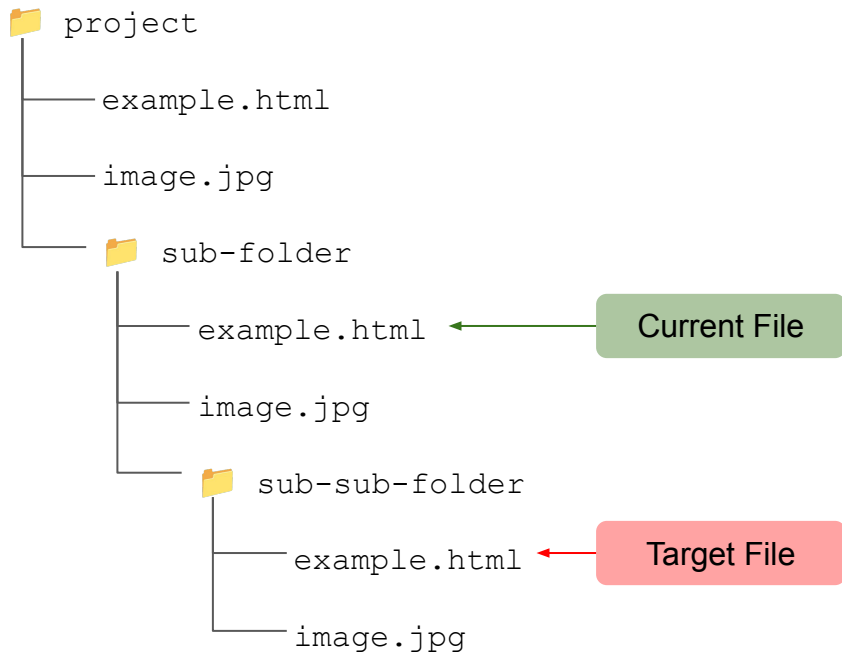 project
example.html
image.jpg
sub-folder
example.html
Current File
image.jpg
sub-sub-folder
example.html
Target File
image.jpg